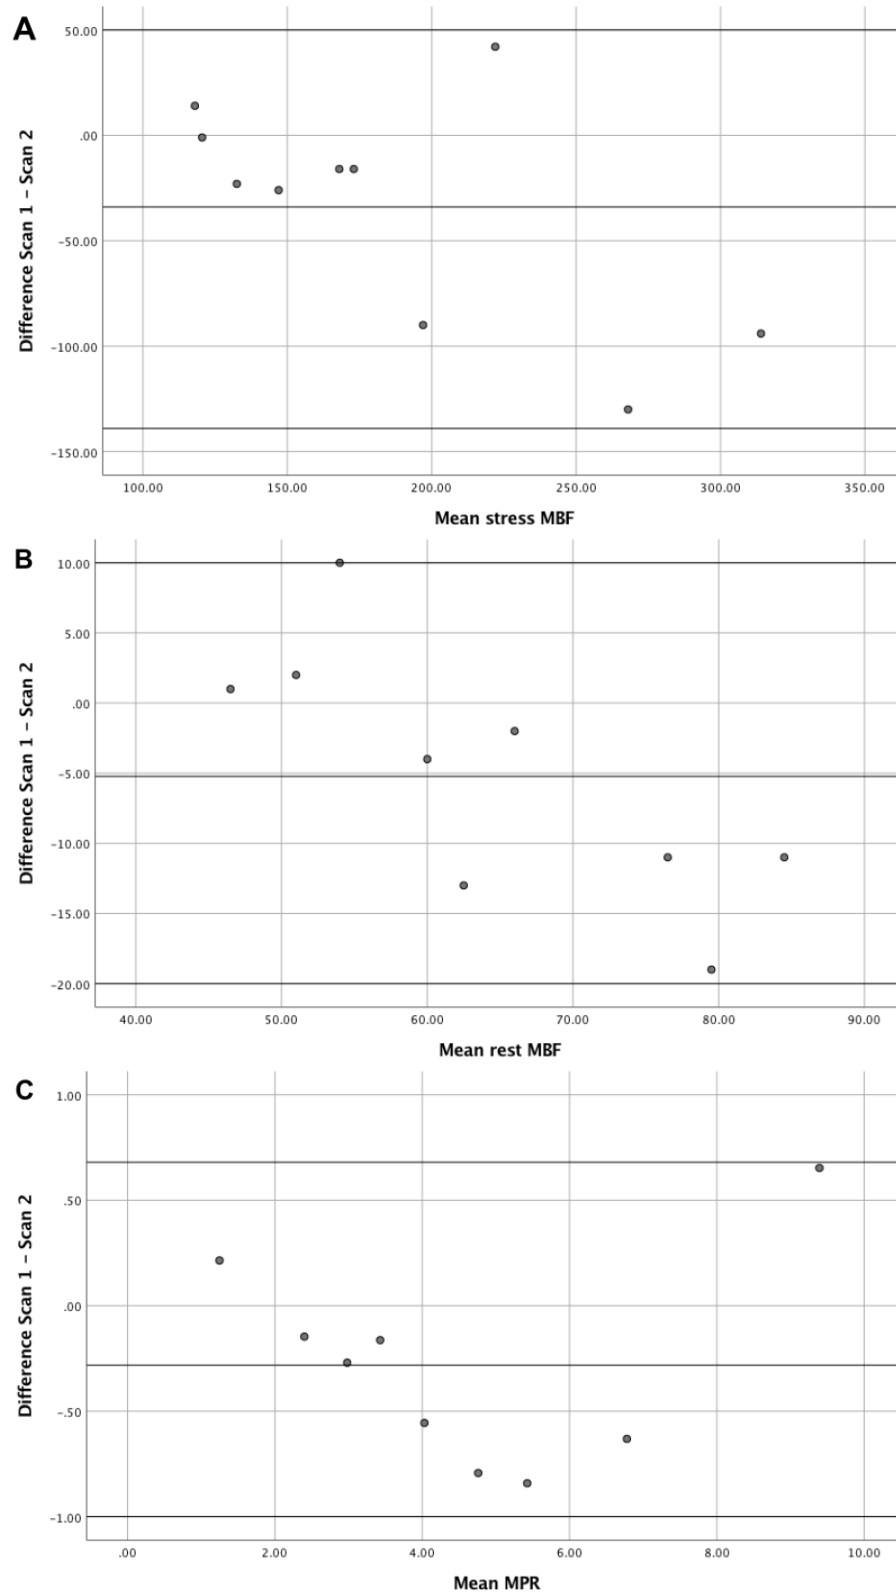 A
Difference Scan 1 – Scan 2
50.00
.00
–50.00
–100.00
–150.00
100.00 150.00 200.00 250.00 300.00 350.00
Mean stress MBF
B
Difference Scan 1 – Scan 2
10.00
5.00
.00
–5.00
–10.00
–15.00
–20.00
40.00 50.00 60.00 70.00 80.00 90.00
Mean rest MBF
C
Difference Scan 1 – Scan 2
1.00
.50
.00
–.50
–1.00
.00 2.00 4.00 6.00 8.00 10.00
Mean MPR